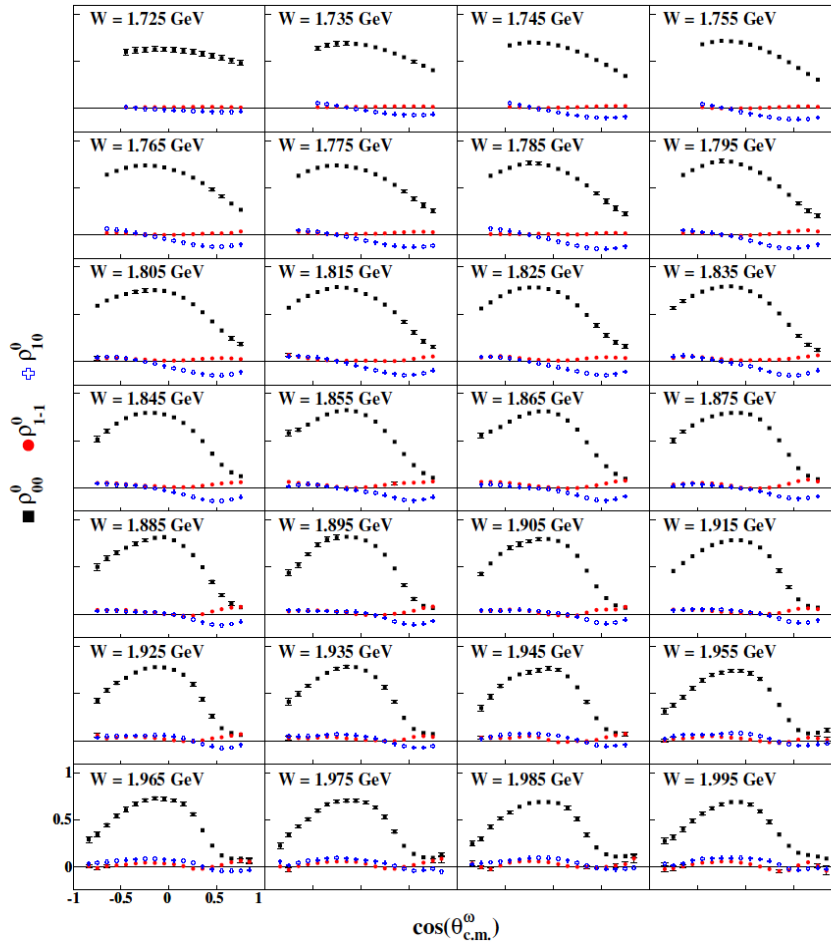 W = 1.725 GeV W = 1.735 GeV W = 1.745 GeV W = 1.755 GeV
W = 1.765 GeV W = 1.775 GeV W = 1.785 GeV W = 1.795 GeV
W = 1.805 GeV W = 1.815 GeV W = 1.825 GeV W = 1.835 GeV
W = 1.845 GeV W = 1.855 GeV W = 1.865 GeV W = 1.875 GeV
W = 1.885 GeV W = 1.895 GeV W = 1.905 GeV W = 1.915 GeV
W = 1.925 GeV W = 1.935 GeV W = 1.945 GeV W = 1.955 GeV
W = 1.965 GeV W = 1.975 GeV W = 1.985 GeV W = 1.995 GeV
■ρ⁰₀₀ ●ρ⁰₁₋₁ ✚ρ⁰₁₀
1
0.5
0
-1 -0.5 0 0.5 1
cos(θ^ω_c.m.)